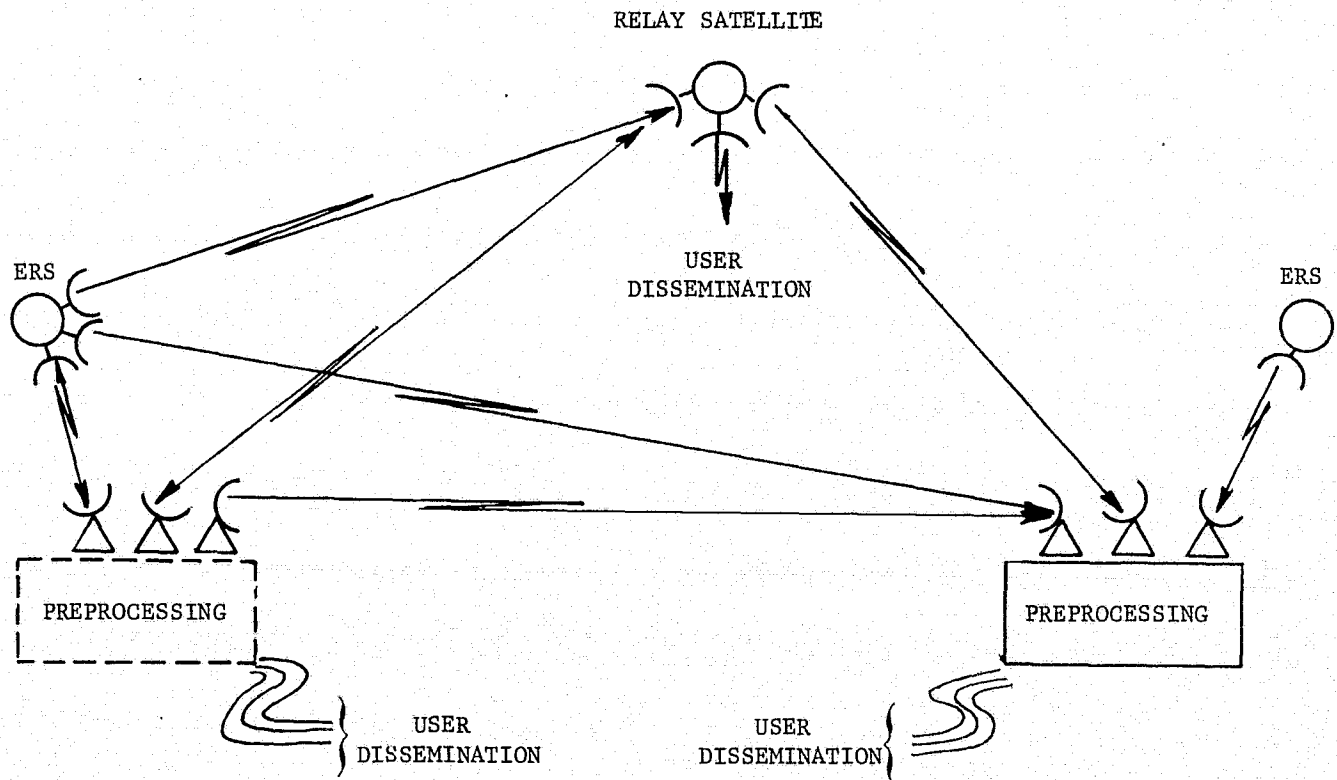 RELAY SATELLITE
USER
DISSEMINATION
ERS
ERS
PREPROCESSING
PREPROCESSING
USER
DISSEMINATION
USER
DISSEMINATION